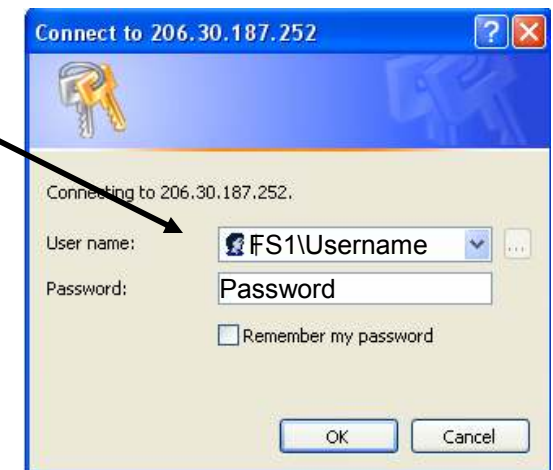 Connect to 206.30.187.252
Connecting to 206.30.187.252.
User name: FS1\Username ...
Password: Password
Remember my password
OK Cancel